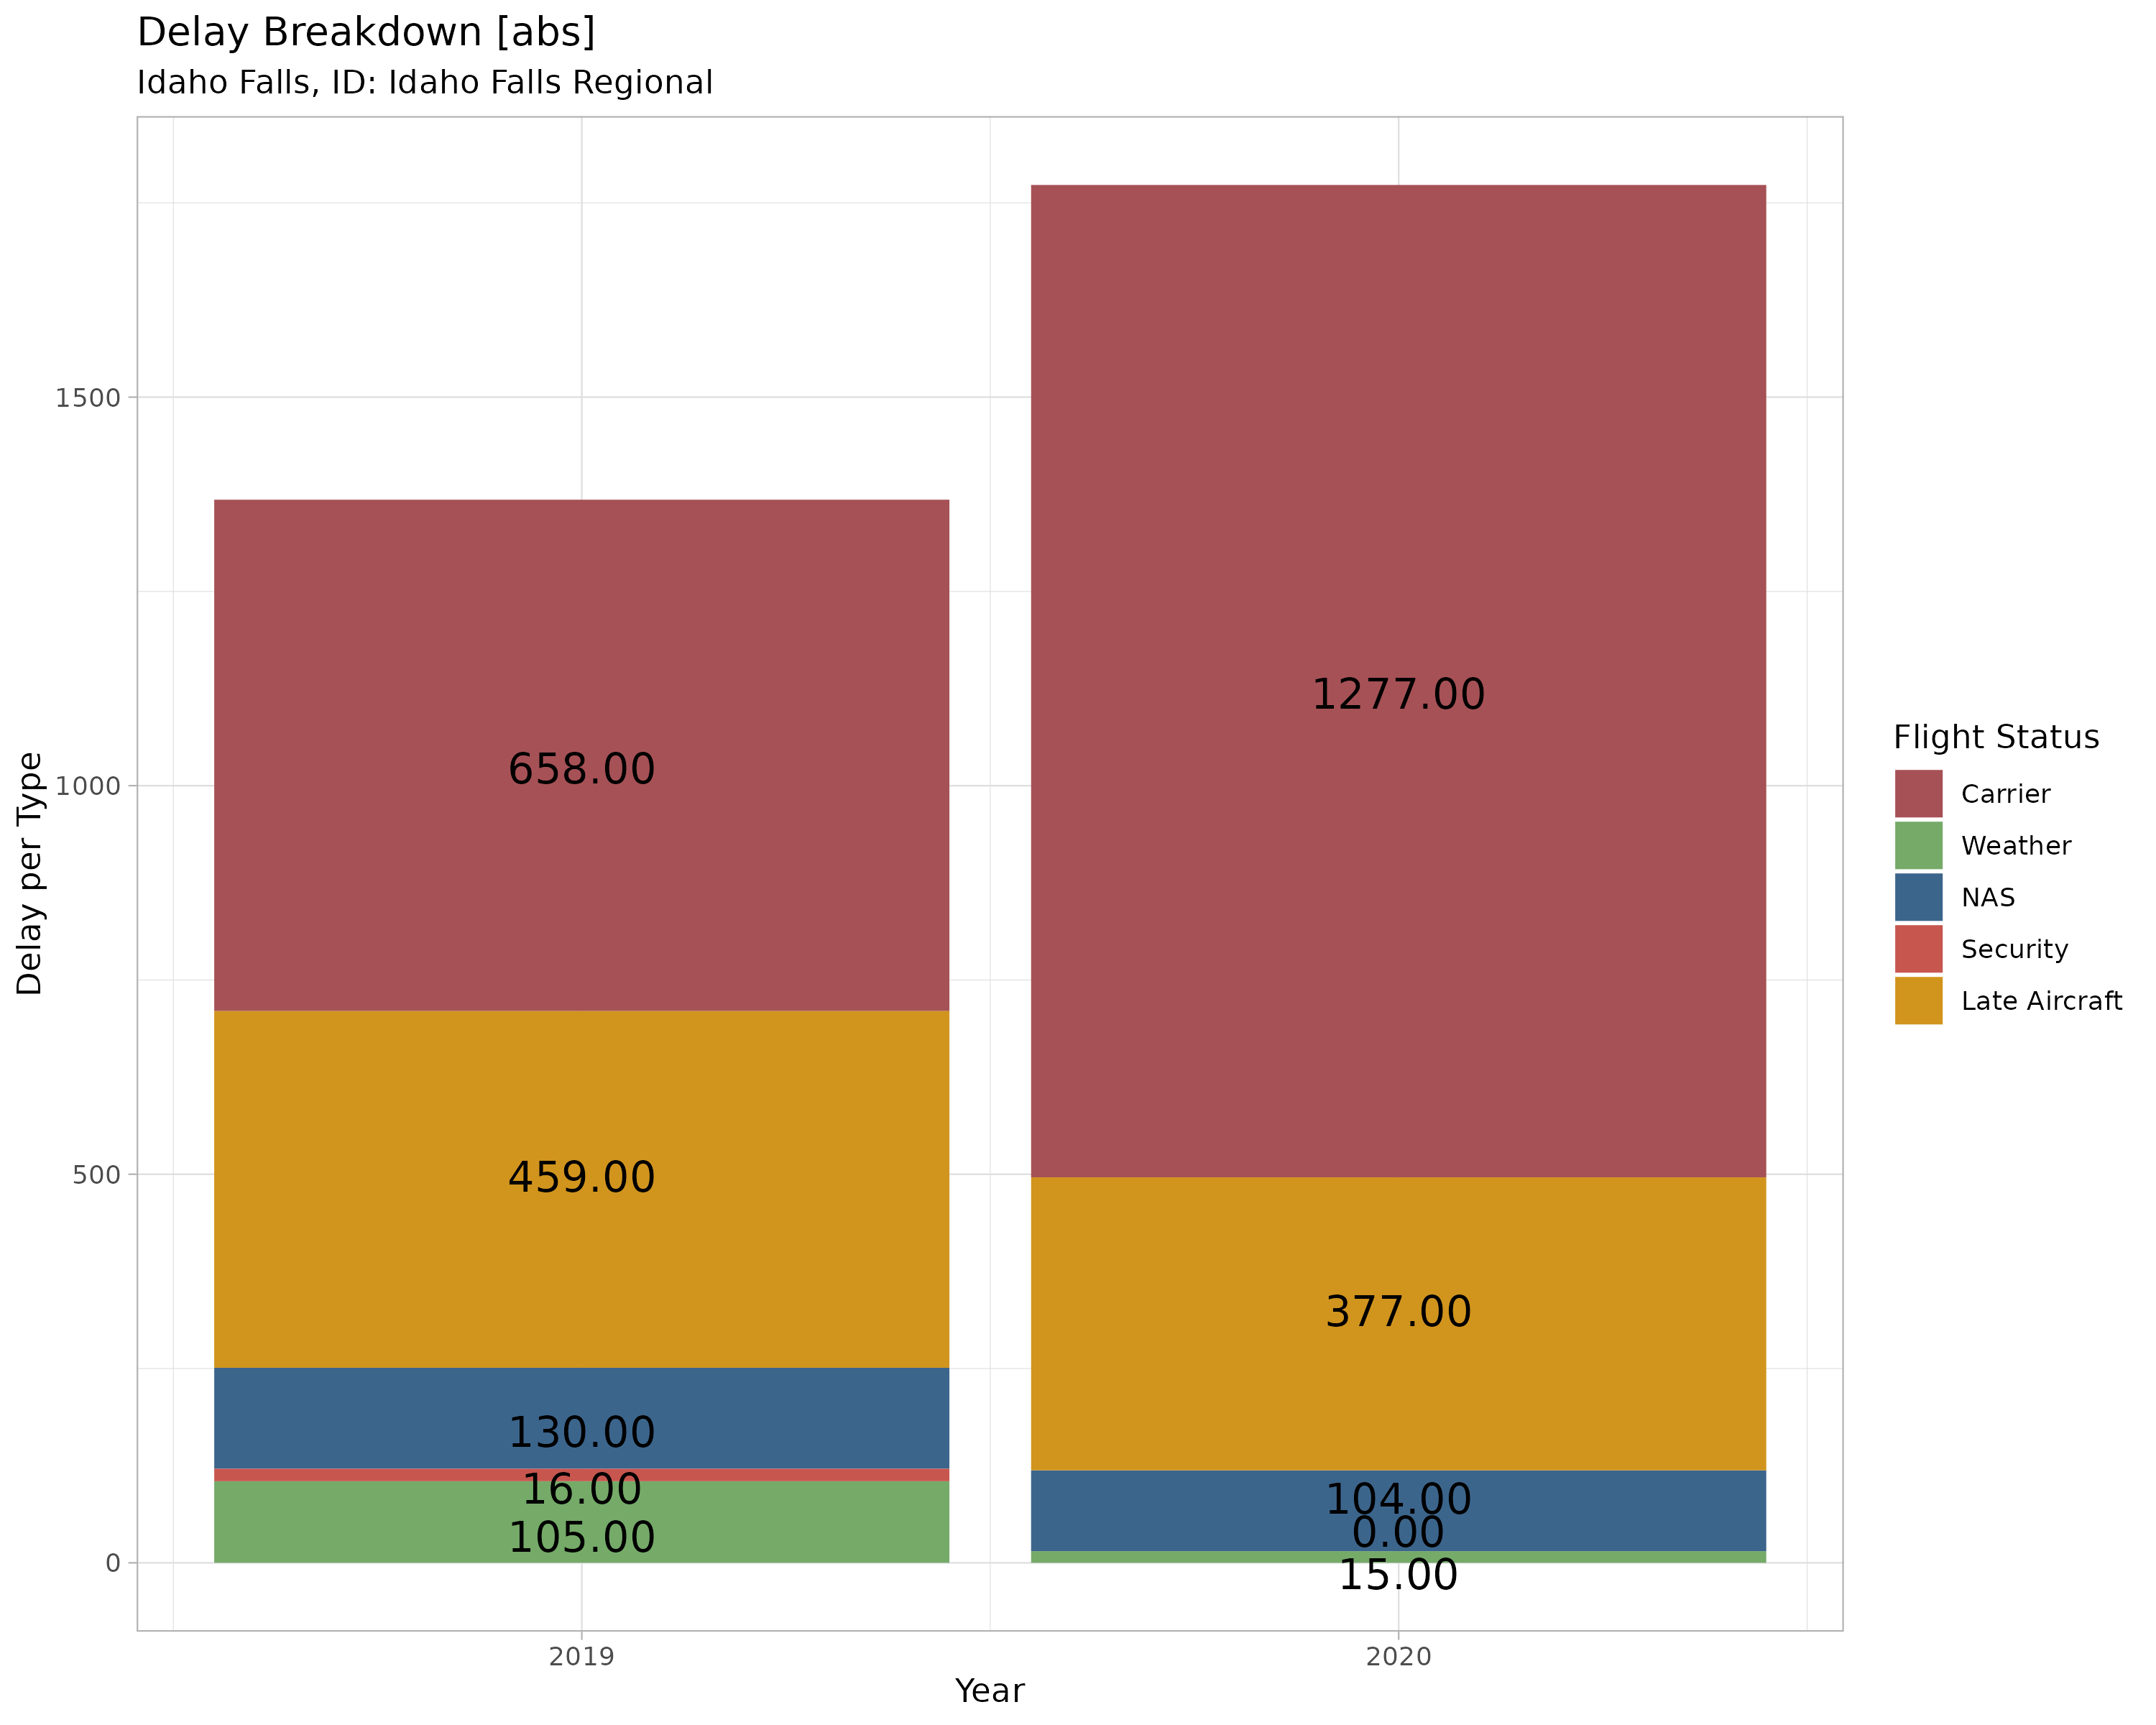 Delay Breakdown [abs]
Idaho Falls, ID: Idaho Falls Regional
Delay per Type
1500
1000
500
0
658.00
459.00
130.00
16.00
105.00
1277.00
377.00
104.00
0.00
15.00
2019
2020
Year
Flight Status
Carrier
Weather
NAS
Security
Late Aircraft